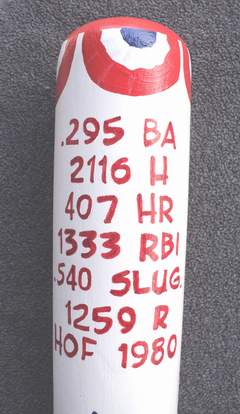 .295 BA
2116 H
407 HR
1333 RBI
.540 SLUG.
1259 R
HOF 1980